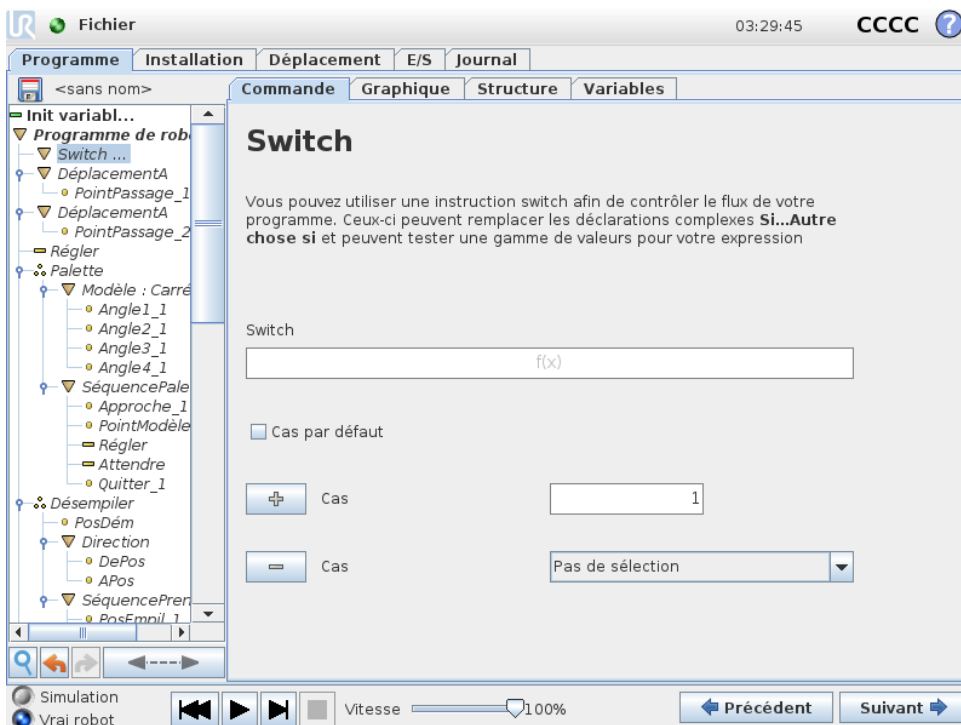 UR Fichier 03:29:45 CCCC ?
Programme Installation Déplacement E/S Journal
<sans nom> Commande Graphique Structure Variables
Init variabl...
Programme de rob
Switch ...
DéplacementA
PointPassage_1
DéplacementA
PointPassage_2
Régler
Palette
Modèle : Carré
Angle1_1
Angle2_1
Angle3_1
Angle4_1
SéquencePale
Approche_1
PointModèle
Régler
Attendre
Quitter_1
Désempiler
PosDém
Direction
DePos
APos
SéquencePren
PosEmpil_1
Switch
Vous pouvez utiliser une instruction switch afin de contrôler le flux de votre
programme. Ceux-ci peuvent remplacer les déclarations complexes Si...Autre
chose si et peuvent tester une gamme de valeurs pour votre expression
Switch
f(x)
Cas par défaut
Cas 1
Cas Pas de sélection
Simulation
Vrai robot
Vitesse 100%
Précédent Suivant